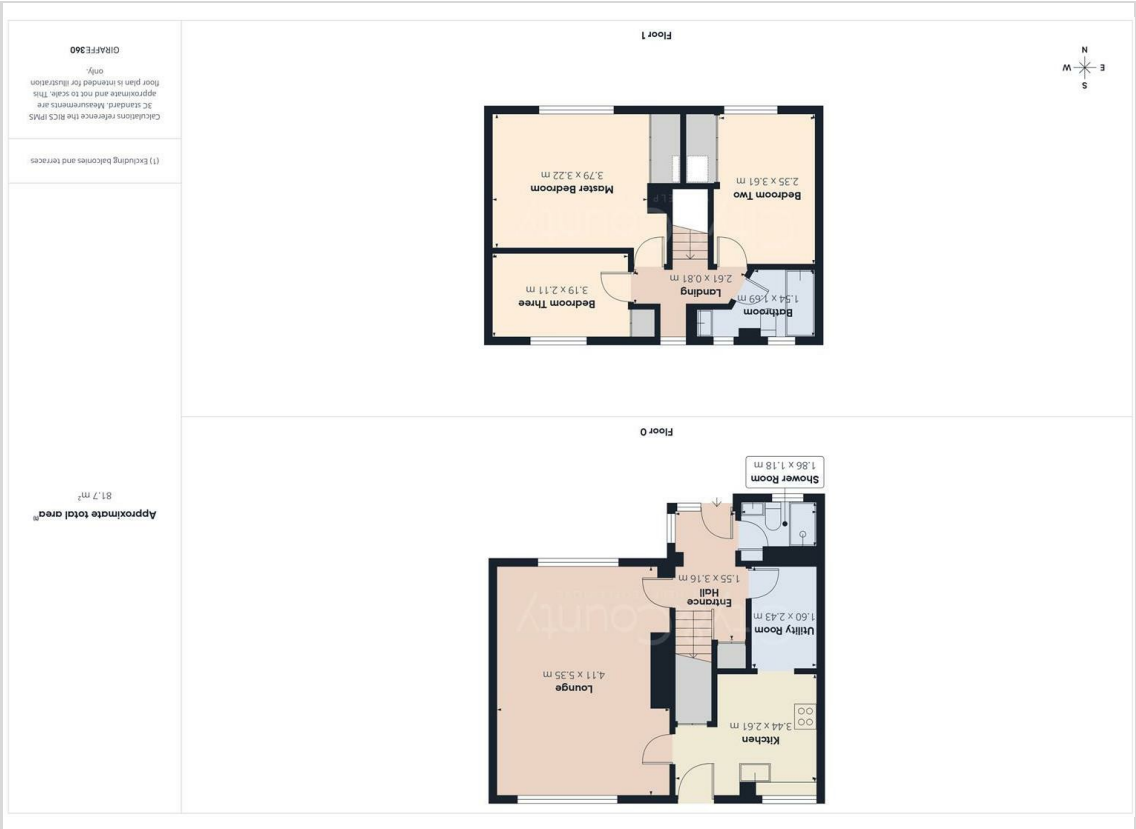 Kitchen
3.44 x 2.61 m
Lounge
4.11 x 5.35 m
Utility Room
1.60 x 2.43 m
Entrance
Hall
1.55 x 3.16 m
County
Shower Room
1.86 x 1.18 m
Floor 0
Bathroom
1.54 x 1.69 m
Landing
2.61 x 0.81 m
Bedroom Three
3.19 x 2.11 m
Bedroom Two
2.35 x 3.61 m
Master Bedroom
3.79 x 3.22 m
S
E W
N
Floor 1
Approximate total area⁽¹⁾
81.7 m²
(1) Excluding balconies and terraces
Calculations reference the RICS IPMS
3C standard. Measurements are
approximate and not to scale. This
floor plan is intended for illustration
only.
GIRAFFE360